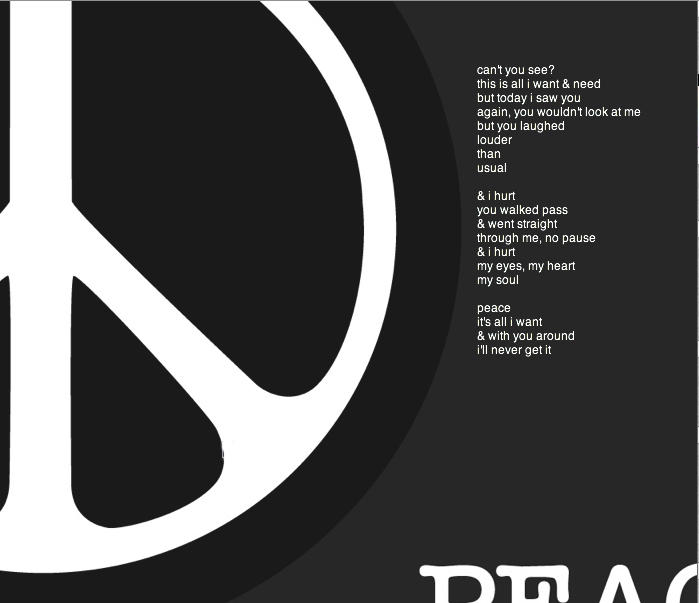 can't you see?
this is all i want & need
but today i saw you
again, you wouldn't look at me
but you laughed
louder
than
usual
& i hurt
you walked pass
& went straight
through me, no pause
& i hurt
my eyes, my heart
my soul
peace
it's all i want
& with you around
i'll never get it
PEAC